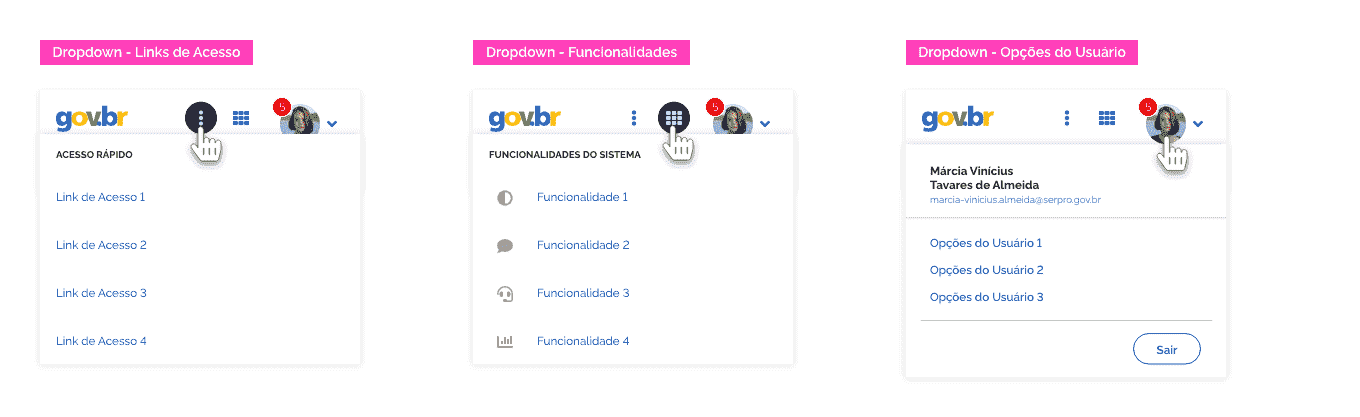 Dropdown - Links de Acesso
gov.br
5
ACESSO RÁPIDO
Link de Acesso 1
Link de Acesso 2
Link de Acesso 3
Link de Acesso 4
Dropdown - Funcionalidades
gov.br
5
FUNCIONALIDADES DO SISTEMA
Funcionalidade 1
Funcionalidade 2
Funcionalidade 3
Funcionalidade 4
Dropdown - Opções do Usuário
gov.br
5
Márcia Vinícius
Tavares de Almeida
marcia-vinicius.almeida@serpro.gov.br
Opções do Usuário 1
Opções do Usuário 2
Opções do Usuário 3
Sair